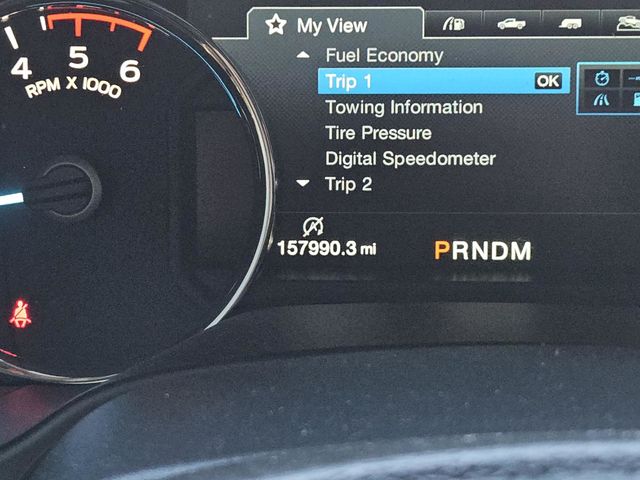 My View
Fuel Economy
Trip 1 OK
Towing Information
Tire Pressure
Digital Speedometer
Trip 2
4 5 6
RPM X 1000
157990.3 mi
PRNDM